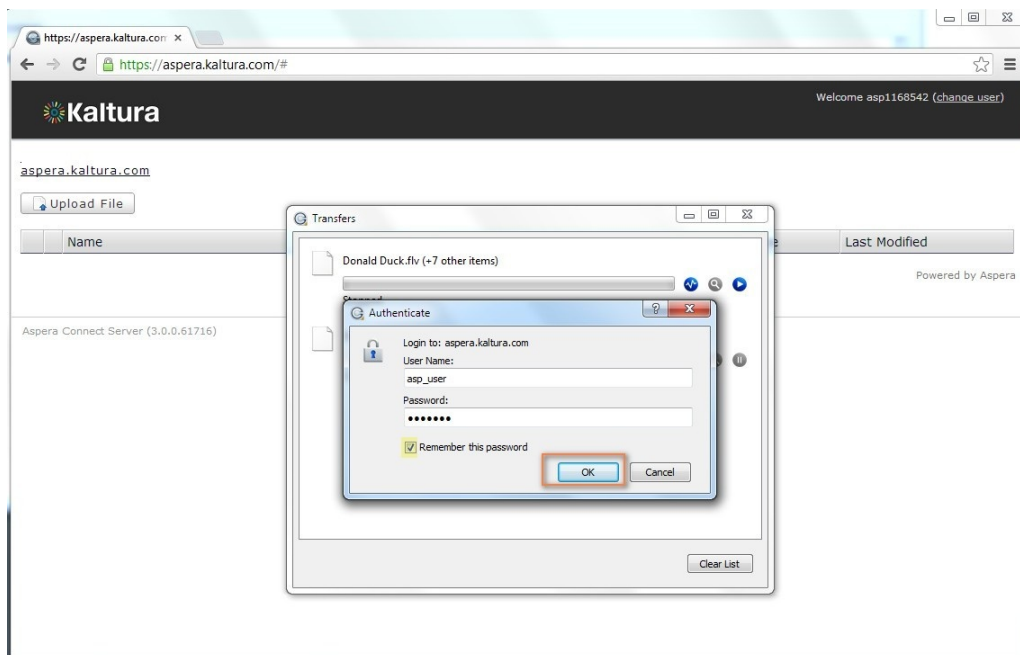 https://aspera.kaltura.com
https://aspera.kaltura.com/#
Kaltura
Welcome asp1168542 (change user)
aspera.kaltura.com
Upload File
Name
Last Modified
Powered by Aspera
Aspera Connect Server (3.0.0.61716)
Transfers
Donald Duck.flv (+7 other items)
Stopped
Authenticate
Login to: aspera.kaltura.com
User Name:
asp_user
Password:
•••••••
Remember this password
OK
Cancel
Clear List